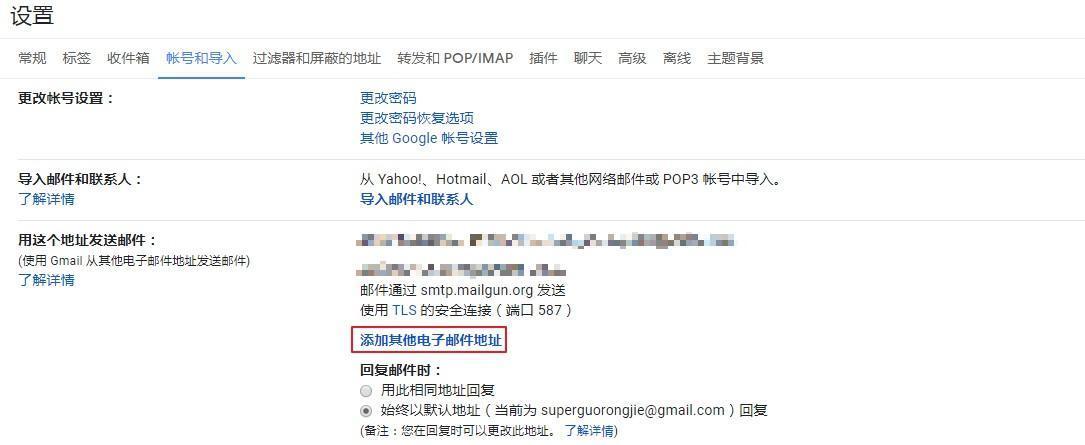 设置
常规 标签 收件箱 帐号和导入 过滤器和屏蔽的地址 转发和 POP/IMAP 插件 聊天 高级 离线 主题背景
更改帐号设置： 更改密码
更改密码恢复选项
其他 Google 帐号设置
导入邮件和联系人： 从 Yahoo!、Hotmail、AOL 或者其他网络邮件或 POP3 帐号中导入。
了解详情 导入邮件和联系人
用这个地址发送邮件：
(使用 Gmail 从其他电子邮件地址发送邮件)
了解详情
邮件通过 smtp.mailgun.org 发送
使用 TLS 的安全连接（端口 587）
添加其他电子邮件地址
回复邮件时：
用此相同地址回复
始终以默认地址（当前为 superguorongjie@gmail.com）回复
(备注：您在回复时可以更改此地址。 了解详情)